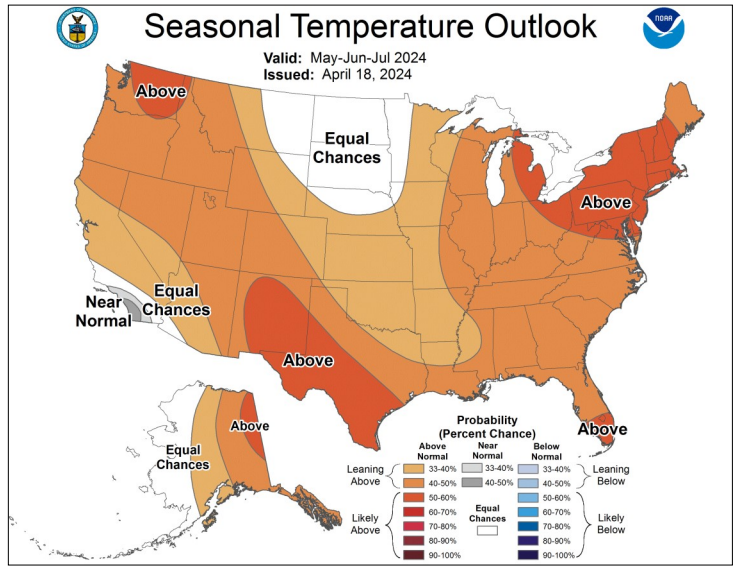 Seasonal Temperature Outlook
NOAA
Valid: May-Jun-Jul 2024
Issued: April 18, 2024
Above
Equal
Chances
Above
Near
Normal
Equal
Chances
Above
Above
Equal
Chances
Above
Probability
(Percent Chance)
Above
Normal
Near
Normal
Below
Normal
Leaning
Above
33-40%
40-50%
50-60%
60-70%
70-80%
80-90%
90-100%
Likely
Above
33-40%
40-50%
Equal
Chances
33-40%
40-50%
50-60%
60-70%
70-80%
80-90%
90-100%
Leaning
Below
Likely
Below